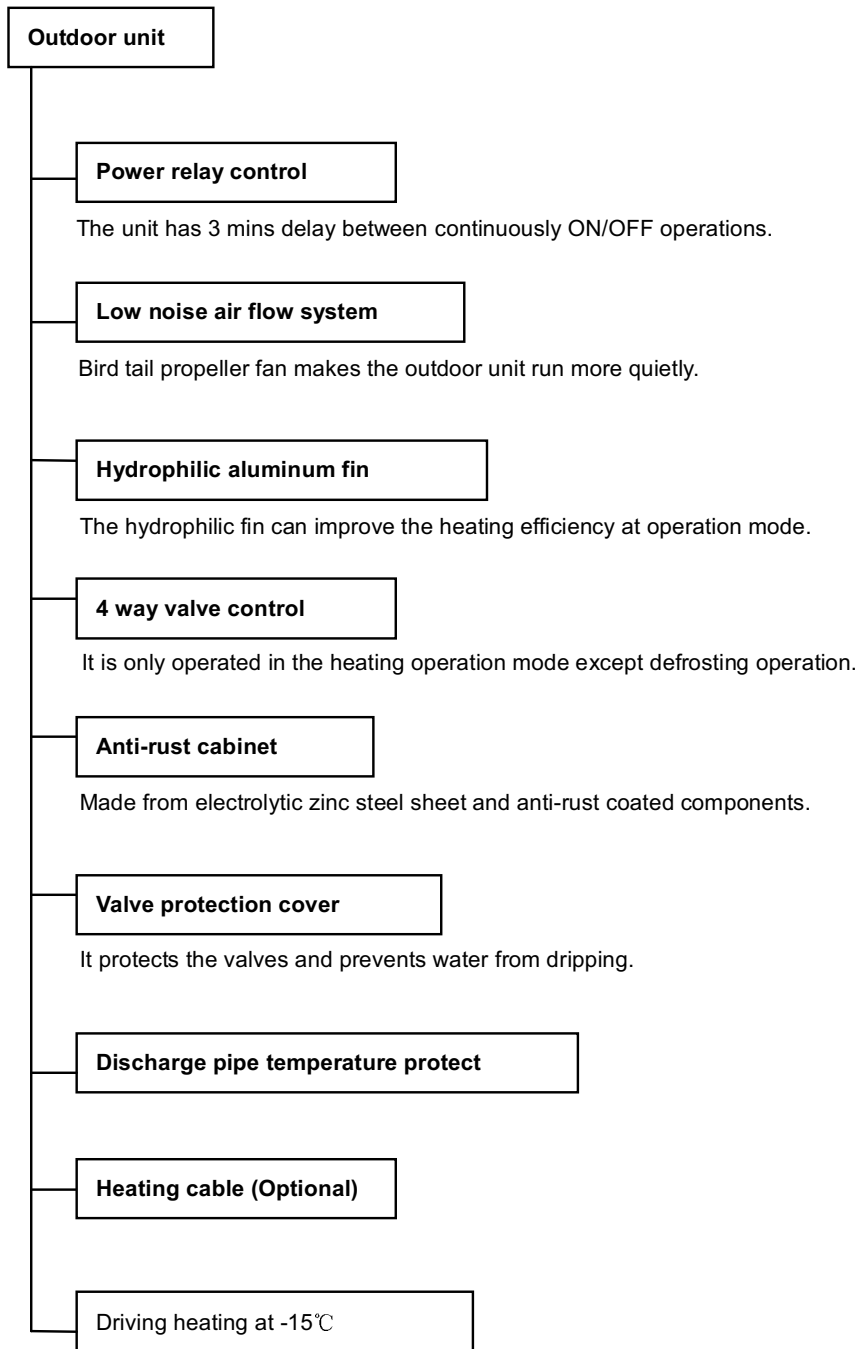 Outdoor unit
Power relay control
The unit has 3 mins delay between continuously ON/OFF operations.
Low noise air flow system
Bird tail propeller fan makes the outdoor unit run more quietly.
Hydrophilic aluminum fin
The hydrophilic fin can improve the heating efficiency at operation mode.
4 way valve control
It is only operated in the heating operation mode except defrosting operation.
Anti-rust cabinet
Made from electrolytic zinc steel sheet and anti-rust coated components.
Valve protection cover
It protects the valves and prevents water from dripping.
Discharge pipe temperature protect
Heating cable (Optional)
Driving heating at -15℃